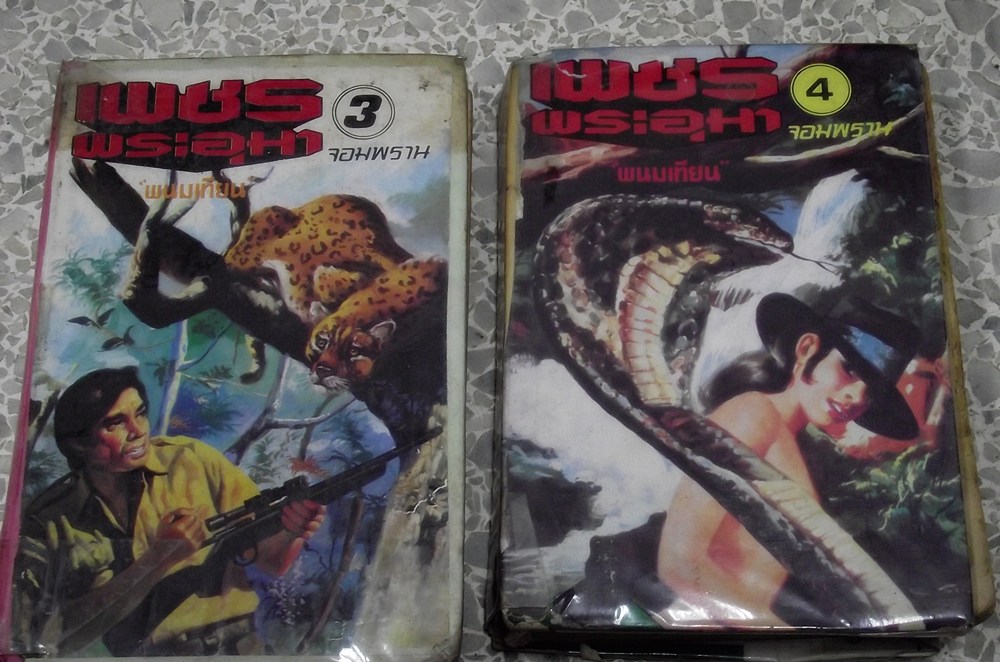 เพชร
พระอุมา
3
จอมพราน
"พนมเทียน"
เพชร
พระอุมา
4
จอมพราน
"พนมเทียน"